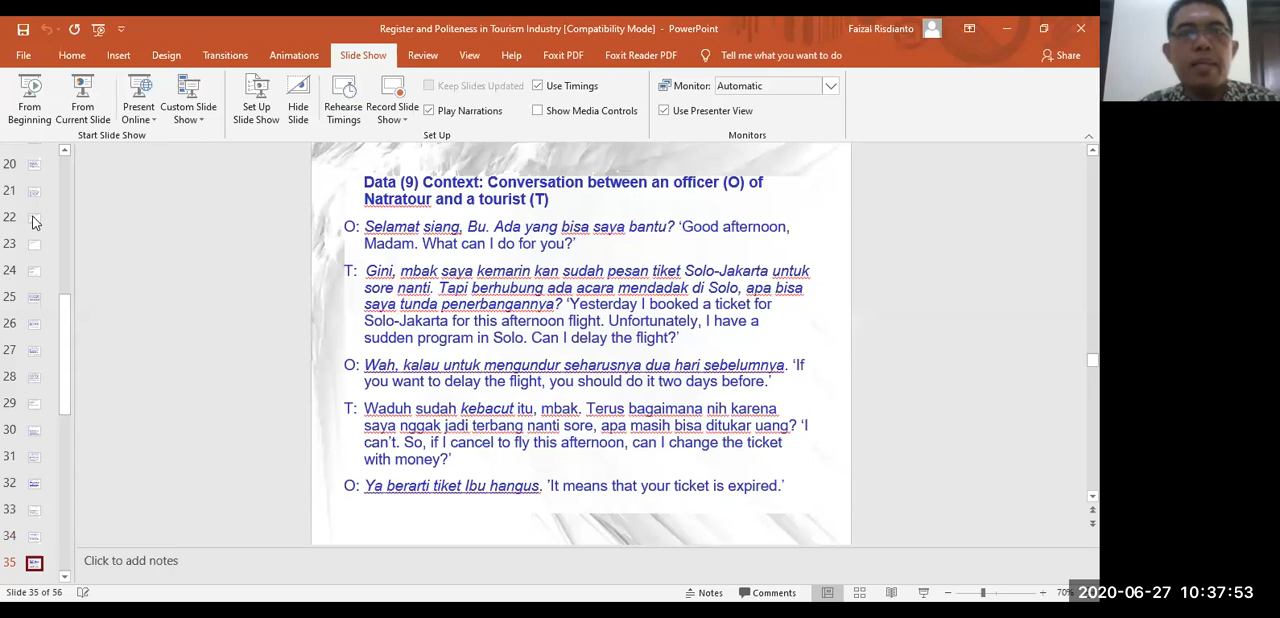 Register and Politeness in Tourism Industry [Compatibility Mode] - PowerPoint
Faizal Risdianto
File Home Insert Design Transitions Animations Slide Show Review View Help Foxit PDF Foxit Reader PDF Tell me what you want to do Share
From Beginning
From Current Slide
Present Online
Custom Slide Show
Start Slide Show
Set Up Slide Show
Hide Slide
Rehearse Timings
Record Slide Show
Keep Slides Updated
Play Narrations
Use Timings
Show Media Controls
Set Up
Monitor: Automatic
Use Presenter View
Monitors
20
21
22
23
24
25
26
27
28
29
30
31
32
33
34
35
Data (9) Context: Conversation between an officer (O) of
Natratour and a tourist (T)
O: Selamat siang, Bu. Ada yang bisa saya bantu? ‘Good afternoon,
Madam. What can I do for you?’
T: Gini, mbak saya kemarin kan sudah pesan tiket Solo-Jakarta untuk
sore nanti. Tapi berhubung ada acara mendadak di Solo, apa bisa
saya tunda penerbangannya? ‘Yesterday I booked a ticket for
Solo-Jakarta for this afternoon flight. Unfortunately, I have a
sudden program in Solo. Can I delay the flight?’
O: Wah, kalau untuk mengundur seharusnya dua hari sebelumnya. ‘If
you want to delay the flight, you should do it two days before.’
T: Waduh sudah kebacut itu, mbak. Terus bagaimana nih karena
saya nggak jadi terbang nanti sore, apa masih bisa ditukar uang? ‘I
can’t. So, if I cancel to fly this afternoon, can I change the ticket
with money?’
O: Ya berarti tiket Ibu hangus. ’It means that your ticket is expired.’
Click to add notes
Slide 35 of 56
Notes
Comments
70%
2020-06-27 10:37:53